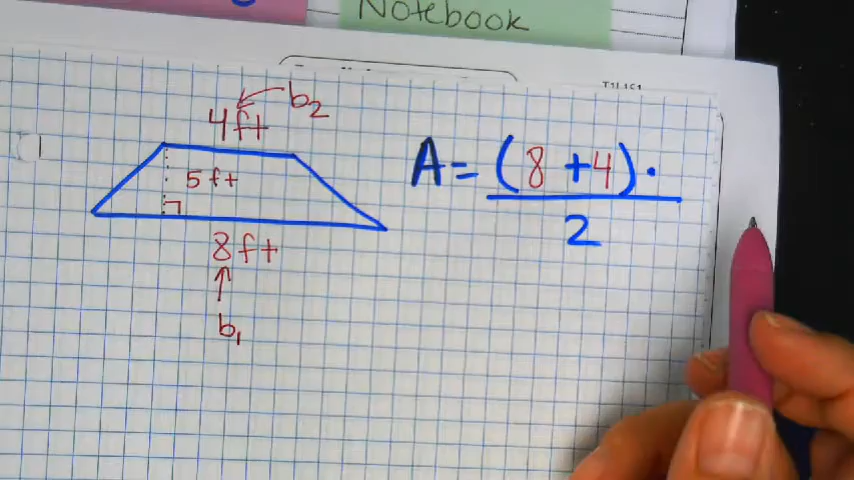 Notebook
4ft
b₂
5ft
8ft
b₁
A = (8 + 4) ·
2